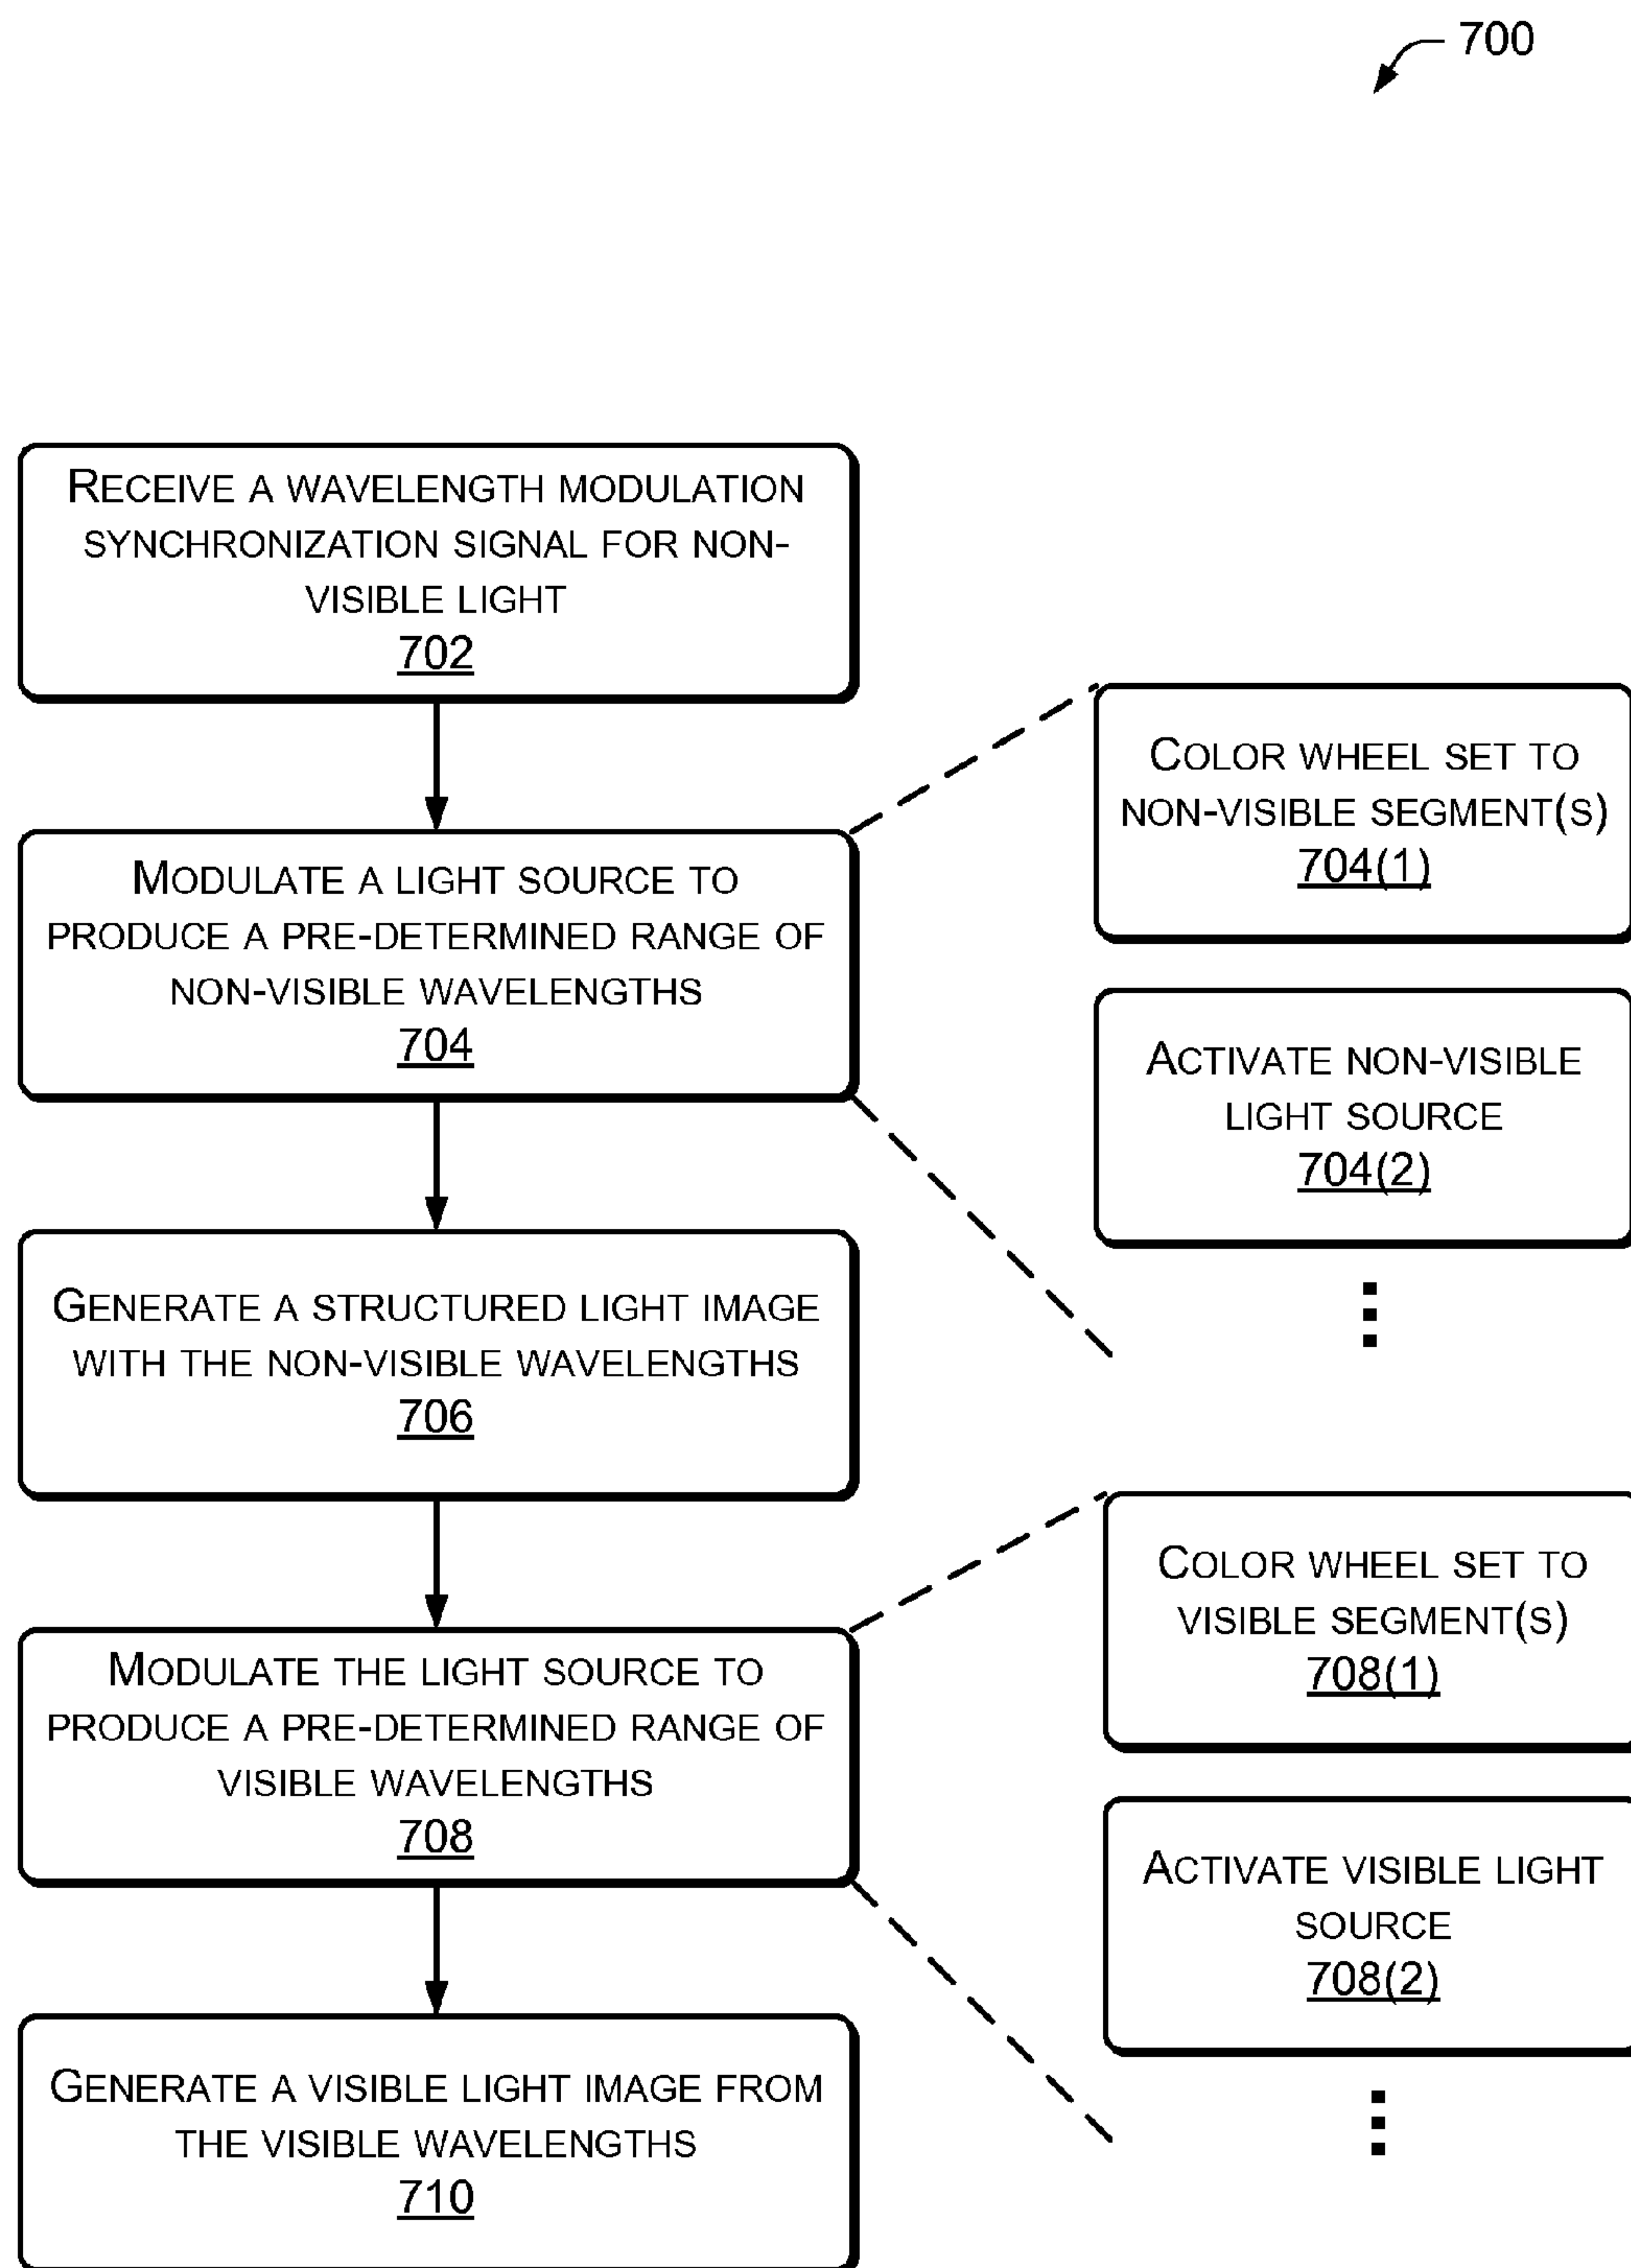 700
RECEIVE A WAVELENGTH MODULATION
SYNCHRONIZATION SIGNAL FOR NON-
VISIBLE LIGHT
702
MODULATE A LIGHT SOURCE TO
PRODUCE A PRE-DETERMINED RANGE OF
NON-VISIBLE WAVELENGTHS
704
COLOR WHEEL SET TO
NON-VISIBLE SEGMENT(S)
704(1)
ACTIVATE NON-VISIBLE
LIGHT SOURCE
704(2)
GENERATE A STRUCTURED LIGHT IMAGE
WITH THE NON-VISIBLE WAVELENGTHS
706
MODULATE THE LIGHT SOURCE TO
PRODUCE A PRE-DETERMINED RANGE OF
VISIBLE WAVELENGTHS
708
COLOR WHEEL SET TO
VISIBLE SEGMENT(S)
708(1)
ACTIVATE VISIBLE LIGHT
SOURCE
708(2)
GENERATE A VISIBLE LIGHT IMAGE FROM
THE VISIBLE WAVELENGTHS
710